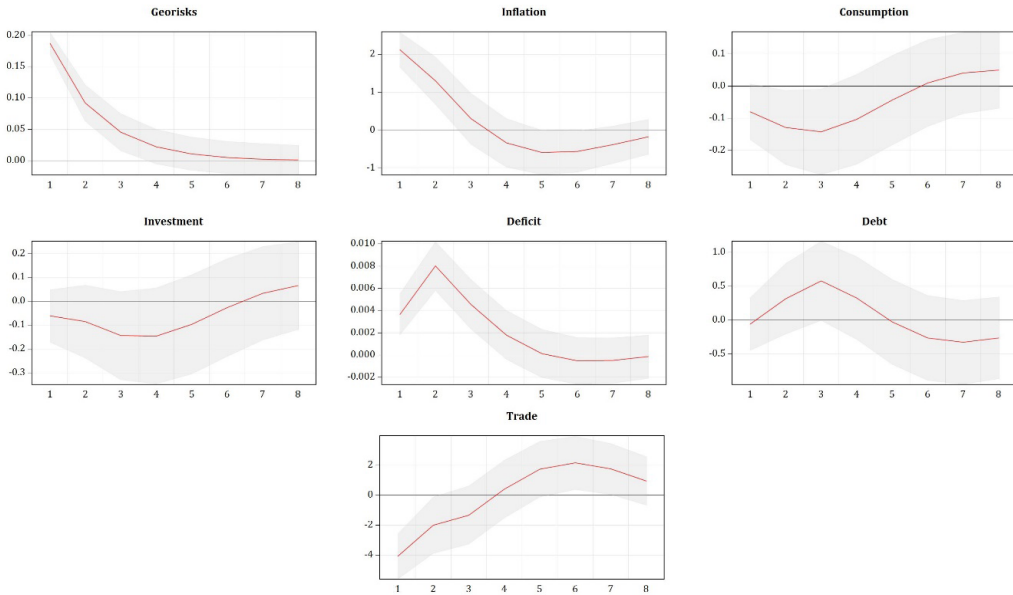 Georisks
0.20
0.15
0.10
0.05
0.00
1 2 3 4 5 6 7 8
Inflation
2
1
0
-1
1 2 3 4 5 6 7 8
Consumption
0.1
0.0
-0.1
-0.2
1 2 3 4 5 6 7 8
Investment
0.2
0.1
0.0
-0.1
-0.2
-0.3
1 2 3 4 5 6 7 8
Deficit
0.010
0.008
0.006
0.004
0.002
0.000
-0.002
1 2 3 4 5 6 7 8
Debt
1.0
0.5
0.0
-0.5
1 2 3 4 5 6 7 8
Trade
2
0
-2
-4
1 2 3 4 5 6 7 8